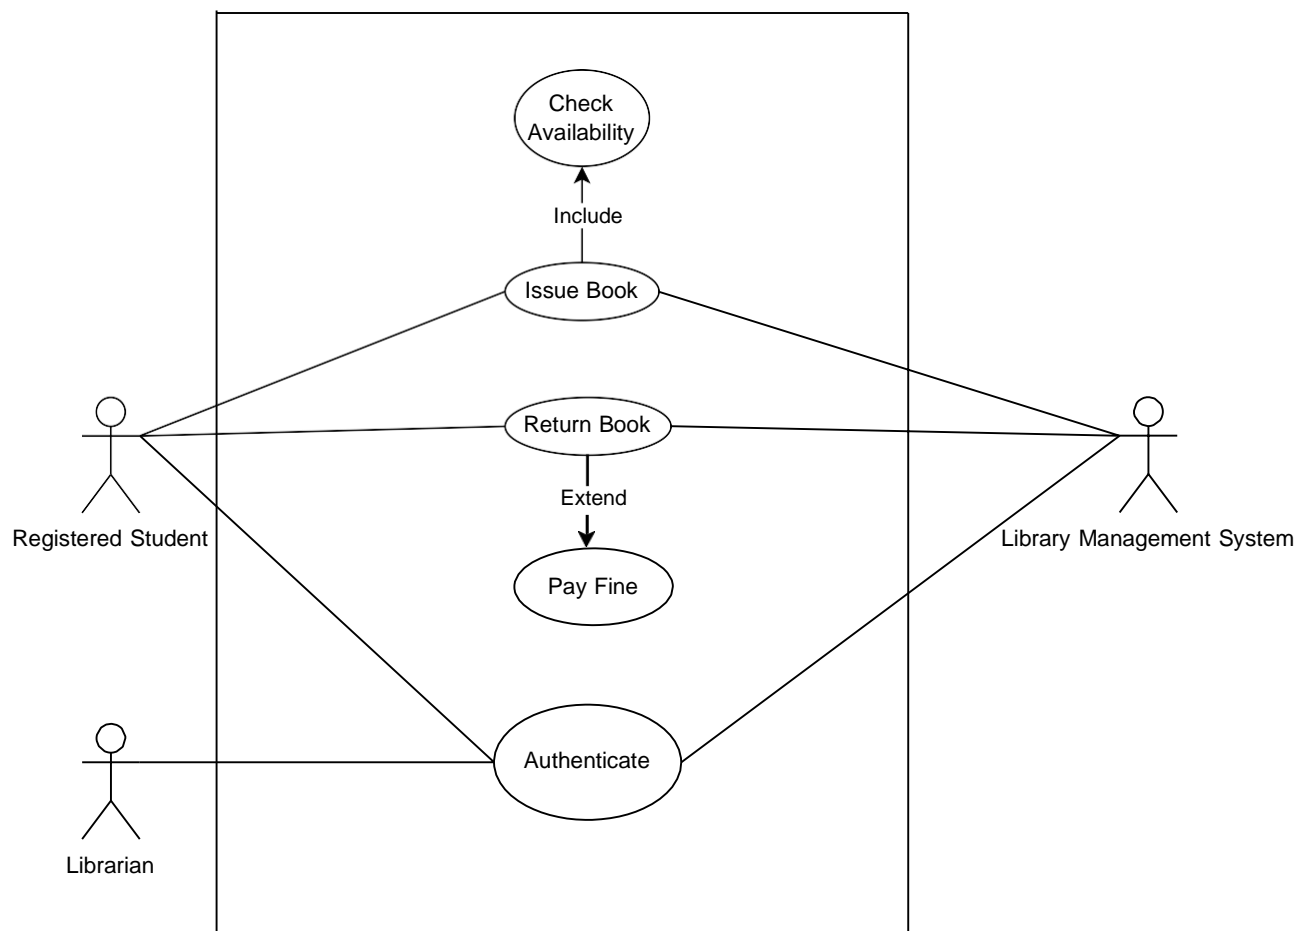 Check
Availability
Include
Issue Book
Return Book
Extend
Registered Student
Library Management System
Pay Fine
Authenticate
Librarian